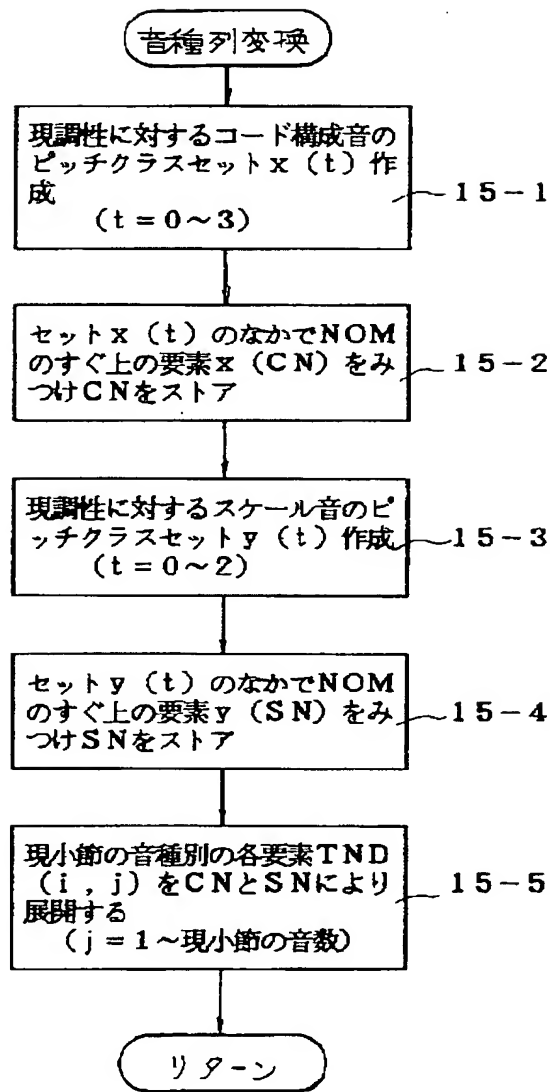 音種列変換
現調性に対するコード構成音の
ピッチクラスセットx(t)作
成
(t=0~3)
15-1
セットx(t)のなかでNOM
のすぐ上の要素x(CN)をみ
つけCNをストア
15-2
現調性に対するスケール音のピ
ッチクラスセットy(t)作成
(t=0~2)
15-3
セットy(t)のなかでNOM
のすぐ上の要素y(SN)をみ
つけSNをストア
15-4
現小節の音種別の各要素TND
(i,j)をCNとSNにより
展開する
(j=1~現小節の音数)
15-5
リターン